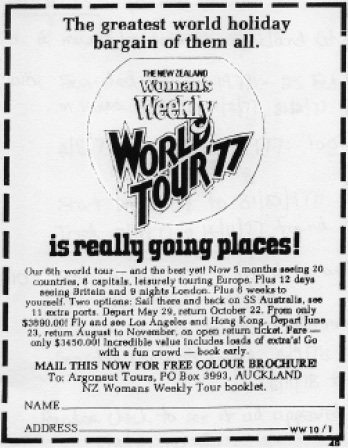 The greatest world holiday
bargain of them all.
THE NEW ZEALAND
Woman's
Weekly
WORLD
TOUR '77
is really going places!
Our 6th world tour — and the best yet! Now 5 months seeing 20
countries, 6 capitals, leisurely touring Europe. Plus 12 days
seeing Britain and 9 nights London. Plus 6 weeks to
yourself. Two options: Sail there and back on SS Australis, see
11 extra ports. Depart May 29, return October 22. From only
$3890.00! Fly and see Los Angeles and Hong Kong. Depart June
23, return August to November, on open return ticket. Fare —
only $3450.00! Incredible value includes loads of extra's! Go
with a fun crowd — book early.
MAIL THIS NOW FOR FREE COLOUR BROCHURE!
To: Argonaut Tours, PO Box 3993, AUCKLAND
NZ Womans Weekly Tour booklet.
NAME
ADDRESS WW 10/1